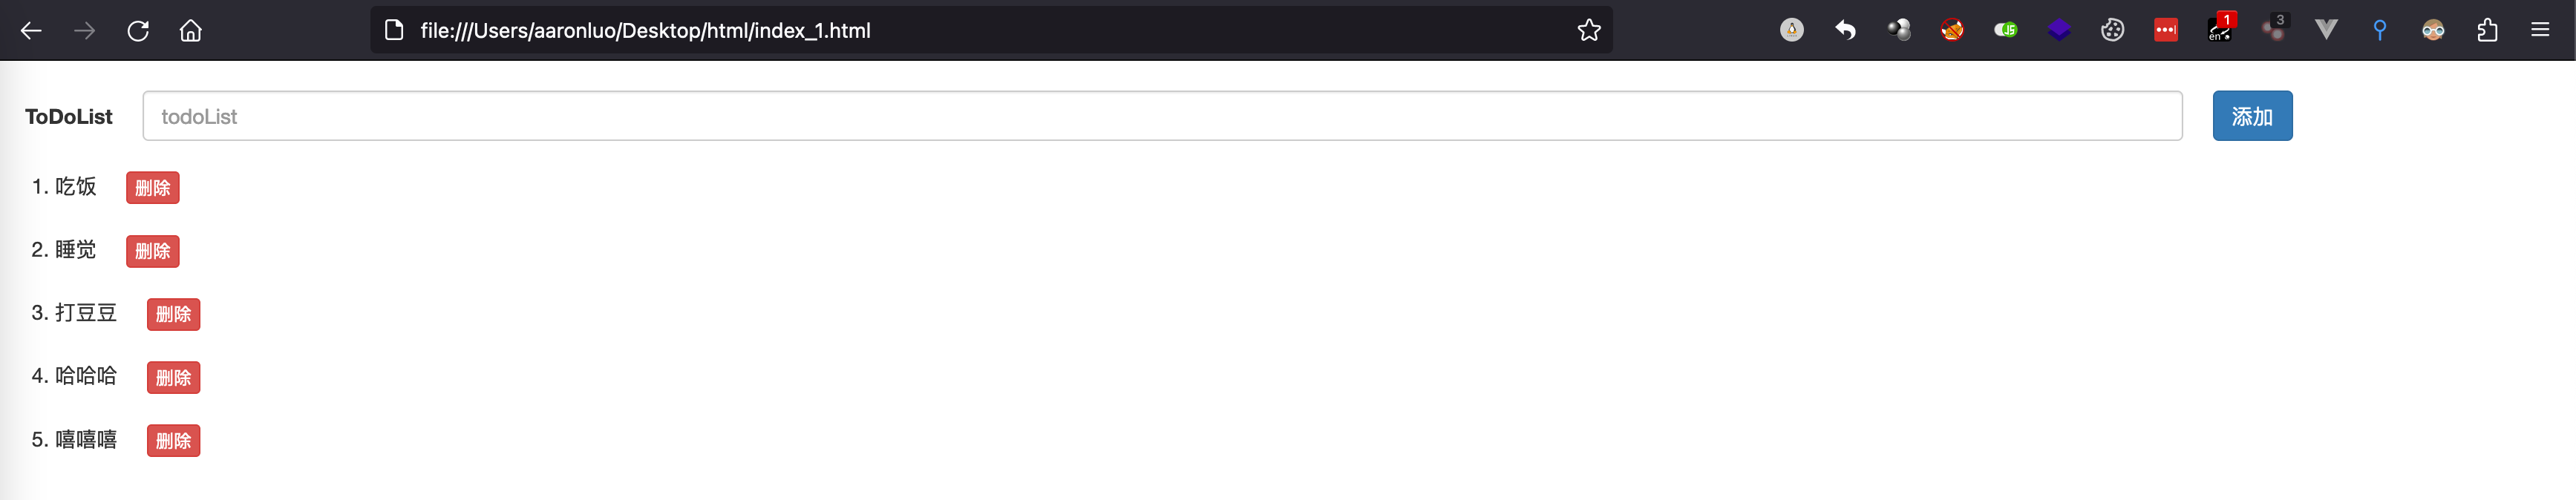 file:///Users/aaronluo/Desktop/html/index_1.html
JS
en
1
3
ToDoList todoList 添加
1. 吃饭 删除
2. 睡觉 删除
3. 打豆豆 删除
4. 哈哈哈 删除
5. 嘻嘻嘻 删除